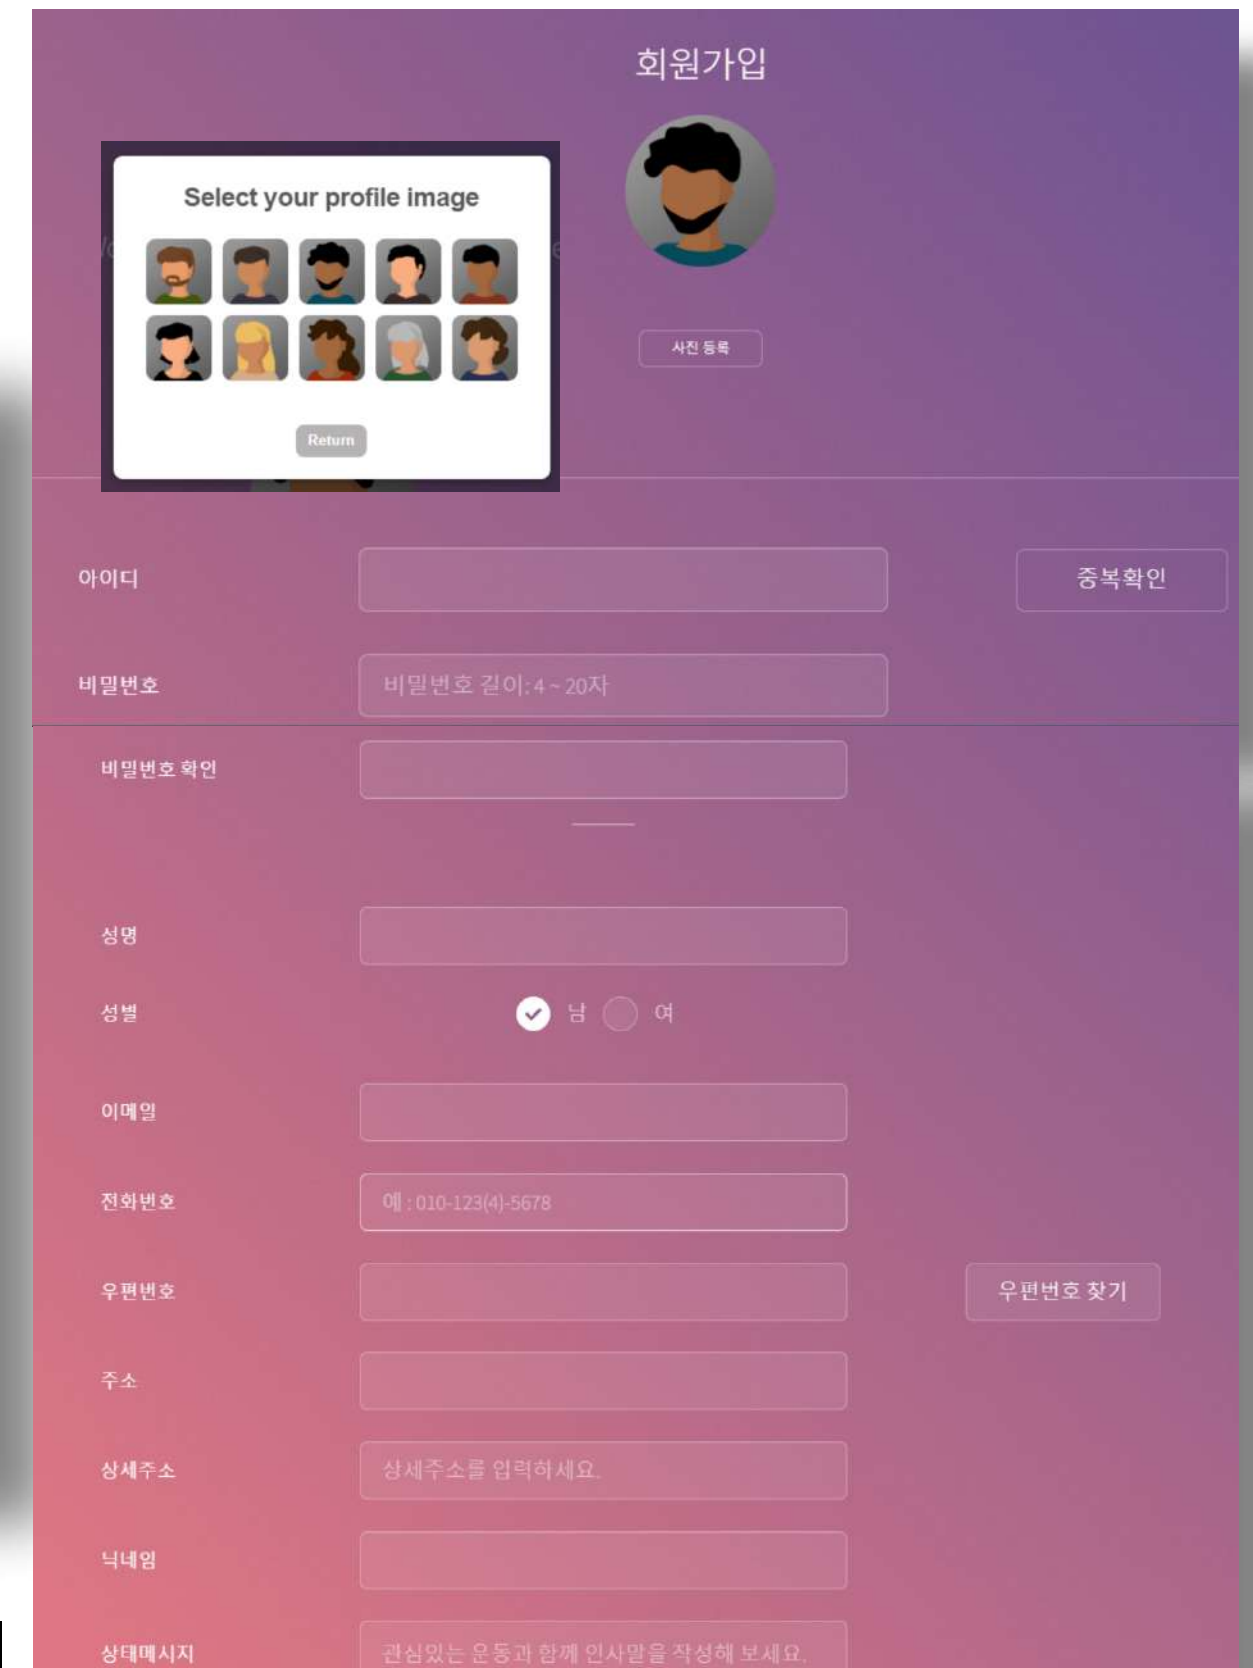 회원가입
Select your profile image
사진 등록
Return
아이디
중복확인
비밀번호
비밀번호 길이: 4 ~ 20자
비밀번호 확인
성명
성별
남
여
이메일
전화번호
예 : 010-123(4)-5678
우편번호
우편번호 찾기
주소
상세주소
상세주소를 입력하세요.
닉네임
상태메시지
관심있는 운동과 함께 인사말을 작성해 보세요.